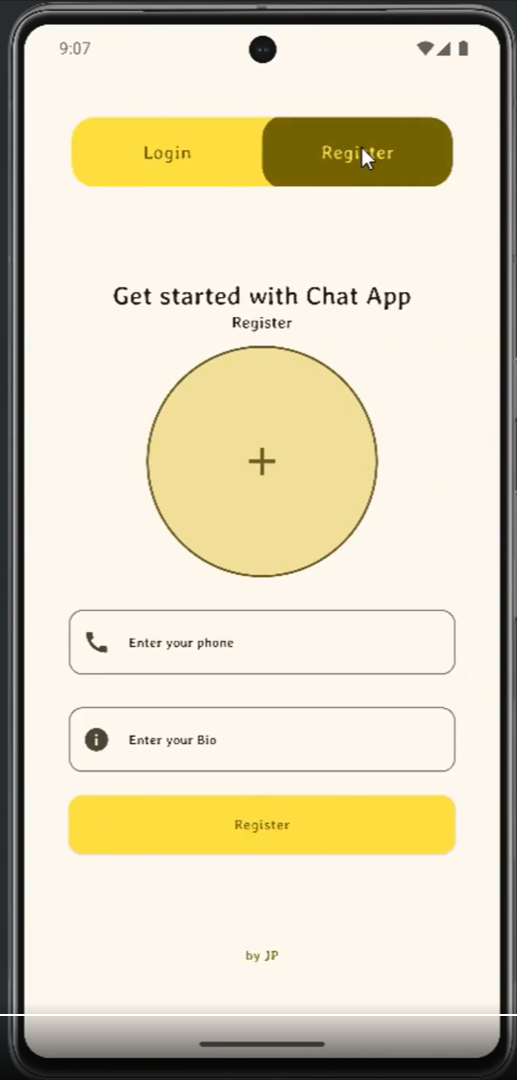 9:07
Login
Register
Get started with Chat App
Register
Enter your phone
Enter your Bio
Register
by JP